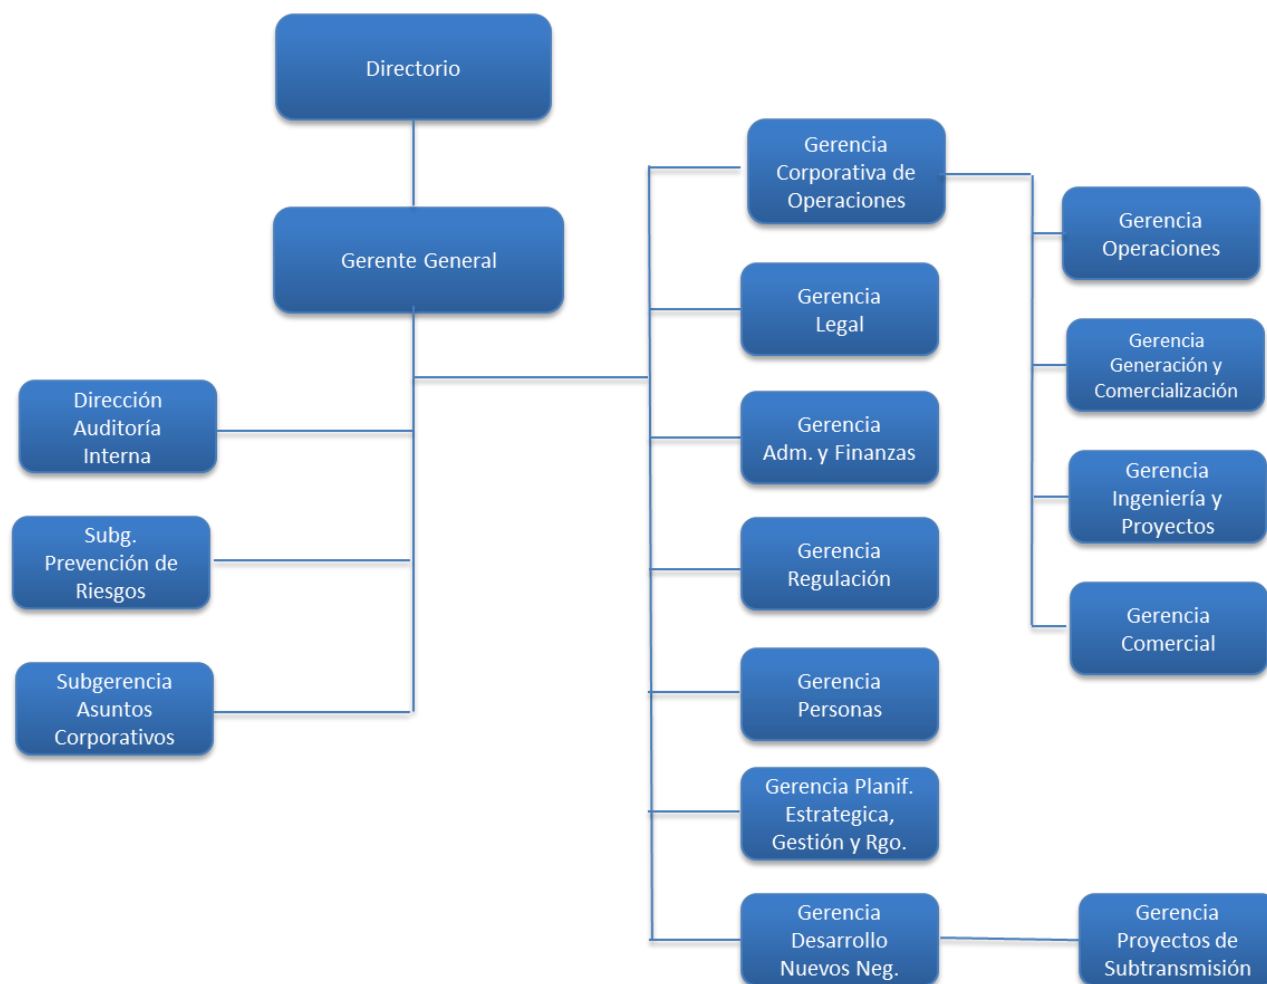 Directorio
Gerente General
Dirección
Auditoría
Interna
Subg.
Prevención de
Riesgos
Subgerencia
Asuntos
Corporativos
Gerencia
Corporativa de
Operaciones
Gerencia
Legal
Gerencia
Adm. y Finanzas
Gerencia
Regulación
Gerencia
Personas
Gerencia Planif.
Estrategica,
Gestión y Rgo.
Gerencia
Desarrollo
Nuevos Neg.
Gerencia
Operaciones
Gerencia
Generación y
Comercialización
Gerencia
Ingeniería y
Proyectos
Gerencia
Comercial
Gerencia
Proyectos de
Subtransmisión